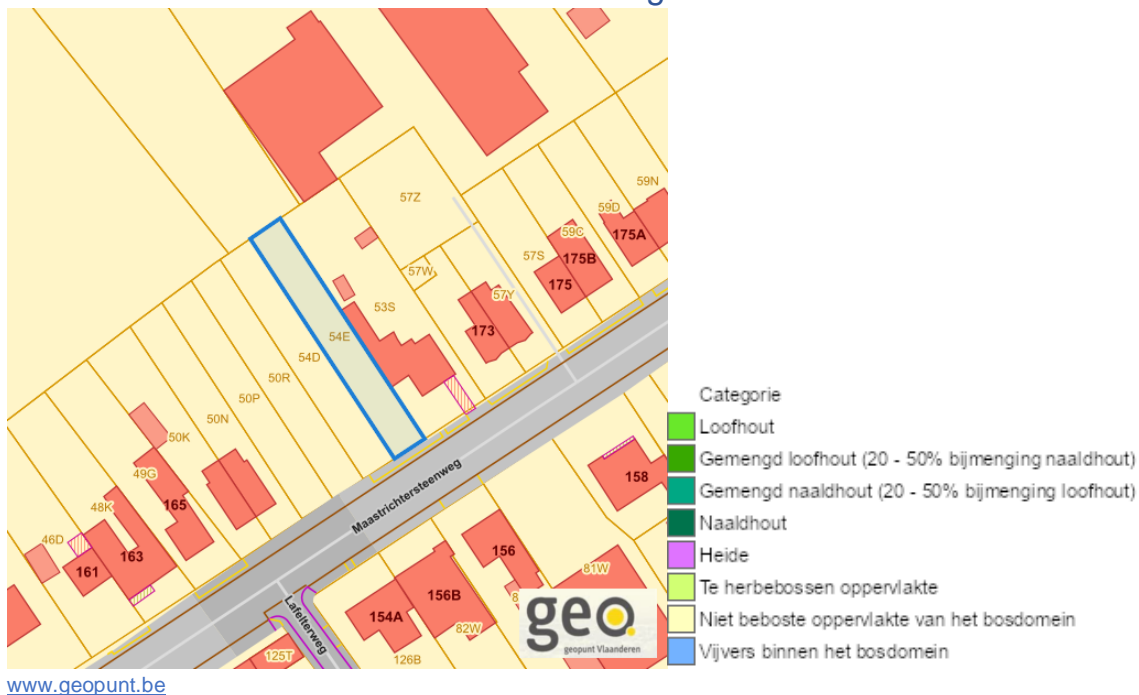 57Z
59N
59D
175A
59C
175B
57S
175
57W
57Y
173
53S
54E
54D
50R
50P
50N
50K
49G
165
48K
163
46D
161
Maastrichtersteenweg
158
156
81W
156B
154A
82W
126B
125T
Lafelterweg
geo
geopunt Vlaanderen
Categorie
Loofhout
Gemengd loofhout (20 - 50% bijmenging naaldhout)
Gemengd naaldhout (20 - 50% bijmenging loofhout)
Naaldhout
Heide
Te herbebossen oppervlakte
Niet beboste oppervlakte van het bosdomein
Vijvers binnen het bosdomein
www.geopunt.be